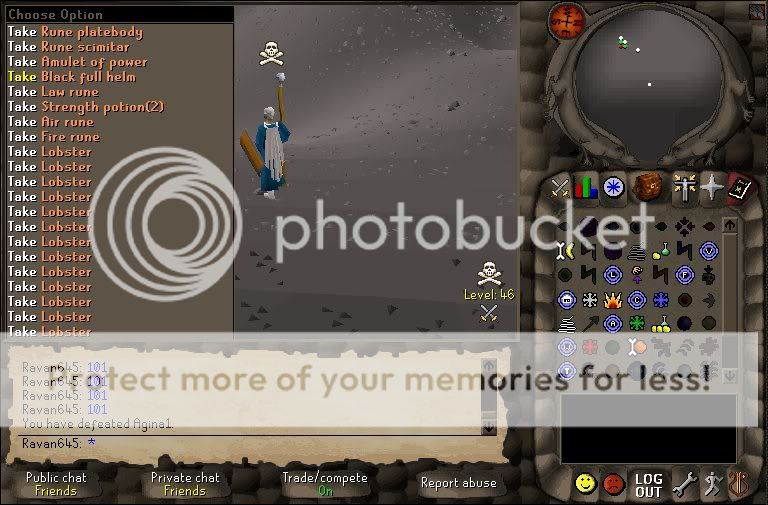 Choose Option
Take Rune platebody
Take Rune scimitar
Take Amulet of power
Take Black full helm
Take Law rune
Take Strength potion(2)
Take Air rune
Take Fire rune
Take Lobster
Take Lobster
Take Lobster
Take Lobster
Take Lobster
Take Lobster
Take Lobster
Take Lobster
Take Lobster
Take Lobster
Take Lobster
Take Lobster
Take Lobster
Level: 46
photobucket
Protect more of your memories for less!
Ravan645: 101
Ravan645: 101
Ravan645: 101
Ravan645: 101
You have defeated Agina1.
Ravan645: *
Public chat
Friends
Private chat
Friends
Trade/compete
On
Report abuse
LOG
OUT